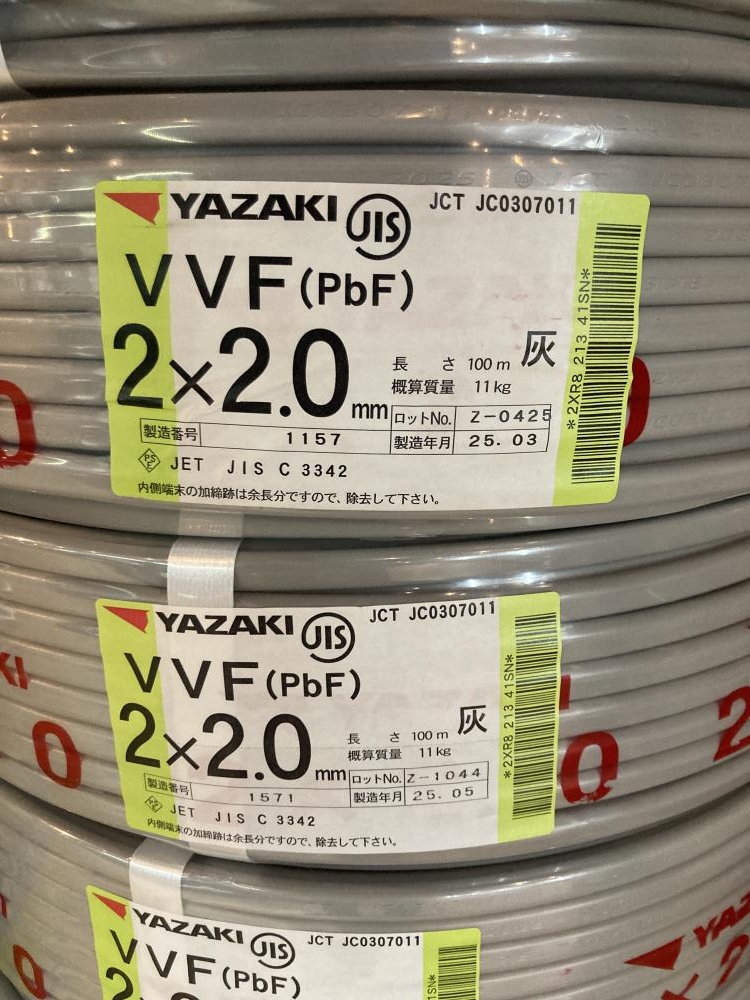 YAZAKI JIS JCT JC0307011
VVF(PbF)
2×2.0mm
長さ 100m 灰
概算質量 11kg
ロットNo. Z-0425
製造番号 1157
製造年月 25.03
PSE JET JIS C 3342
内側端末の加締跡は余長分ですので、除去して下さい。
*2XR8 213 41SN*
YAZAKI JIS JCT JC0307011
VVF(PbF)
2×2.0mm
長さ 100m 灰
概算質量 11kg
ロットNo. Z-1044
製造番号 1571
製造年月 25.05
PSE JET JIS C 3342
内側端末の加締跡は余長分ですので、除去して下さい。
*2XR8 213 41SN*
YAZAKI JIS JCT JC0307011
VVF(PbF)